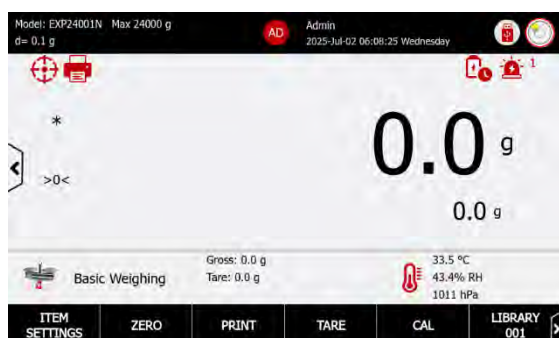 Model: EXP24001N Max 24000 g
d= 0.1 g
AD
Admin
2025-Jul-02 06:08:25 Wednesday
1
*
0.0 g
>0<
0.0 g
Basic Weighing
Gross: 0.0 g
Tare: 0.0 g
33.5 °C
43.4% RH
1011 hPa
ITEM
SETTINGS
ZERO
PRINT
TARE
CAL
LIBRARY
001